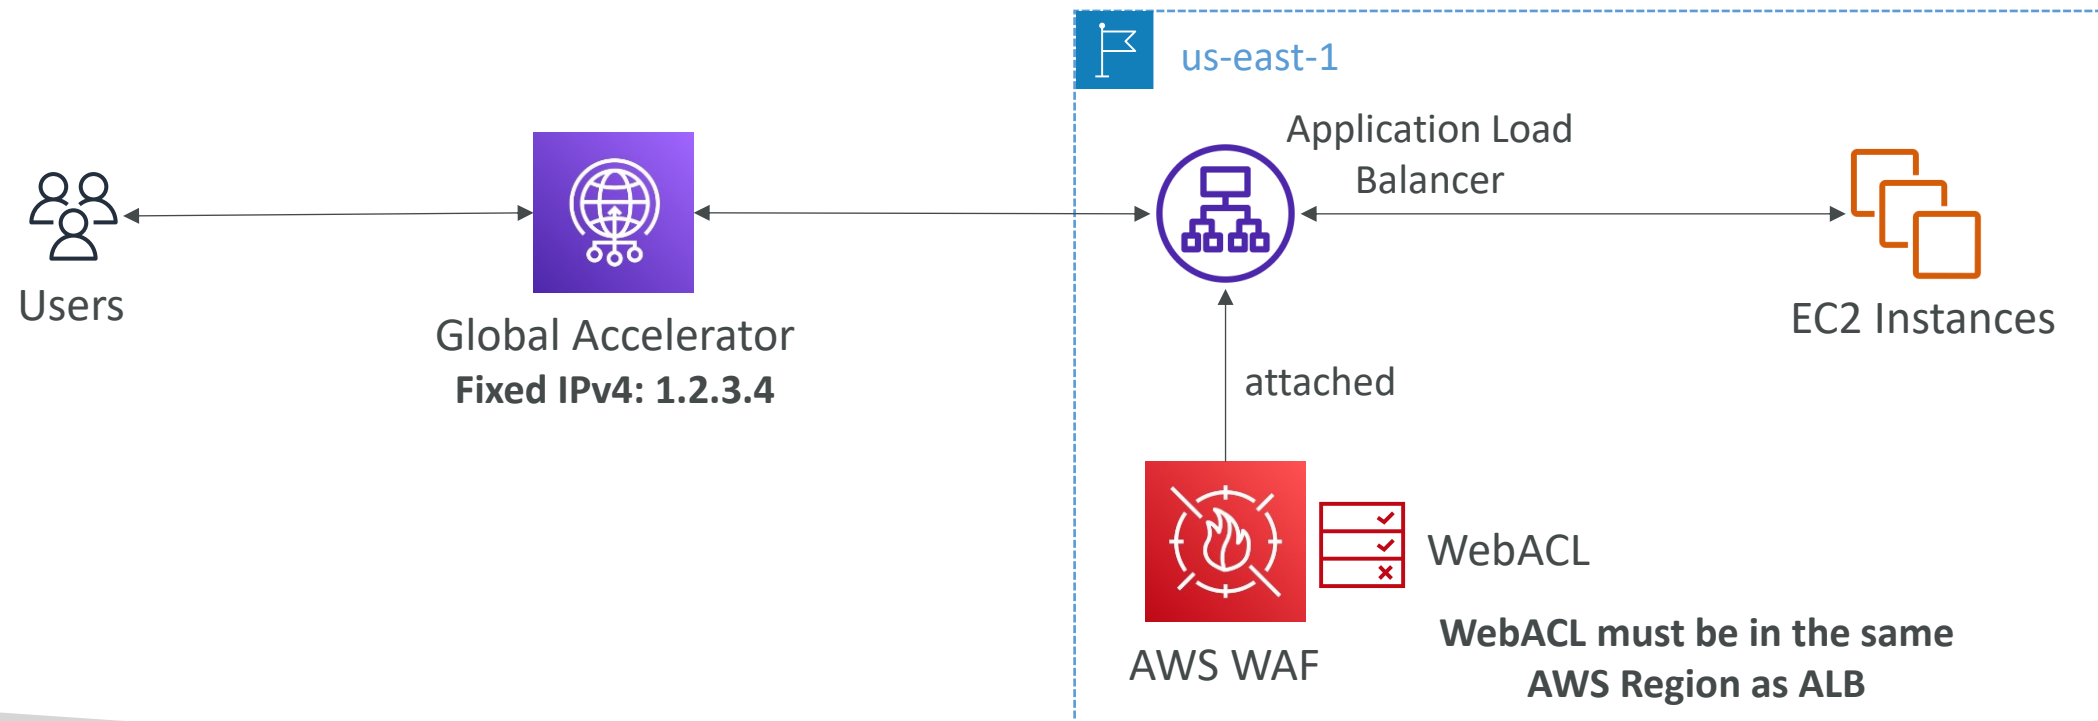 us-east-1
Application Load
Balancer
Users
Global Accelerator
Fixed IPv4: 1.2.3.4
EC2 Instances
attached
WebACL
AWS WAF
WebACL must be in the same
AWS Region as ALB